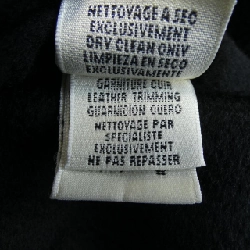 NETTOYAGE A SEC
EXCLUSIVEMENT
DRY CLEAN ONLY
LIMPIEZA EN SECO
EXCLUSIVAMENTE
GARNITURE CUIR
LEATHER TRIMMING
GUARNICION CUERO
NETTOYAGE PAR
SPECIALISTE
EXCLUSIVEMENT
NE PAS REPASSER